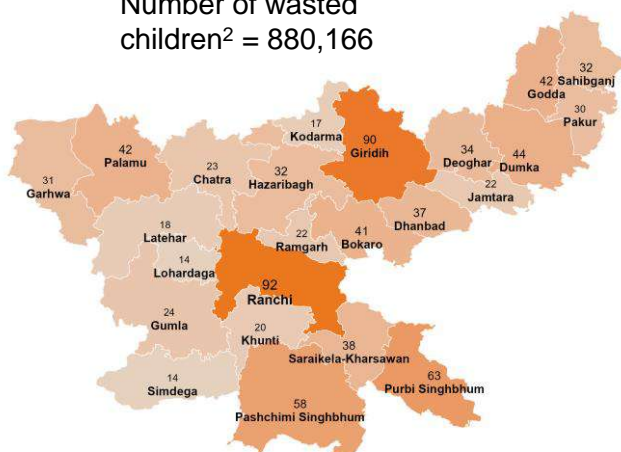 Number of wasted
children² = 880,166
32
Sahibganj
42
Godda
30
Pakur
17
Kodarma
90
Giridih
34
Deoghar
44
Dumka
42
Palamu
31
Garhwa
23
Chatra
32
Hazaribagh
22
Jamtara
37
Dhanbad
41
Bokaro
22
Ramgarh
18
Latehar
14
Lohardaga
92
Ranchi
24
Gumla
20
Khunti
38
Saraikela-Kharsawan
14
Simdega
63
Purbi Singhbhum
58
Pashchimi Singhbhum